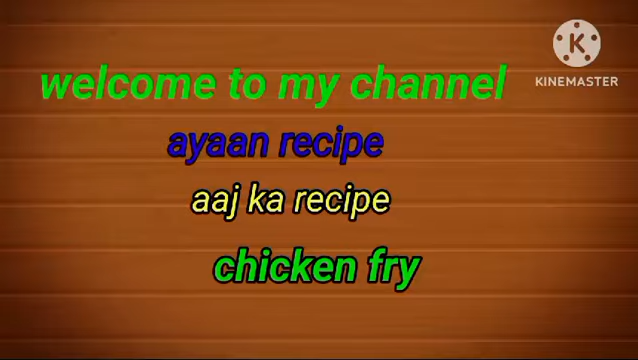 welcome to my channel
K
KINEMASTER
ayaan recipe
aaj ka recipe
chicken fry